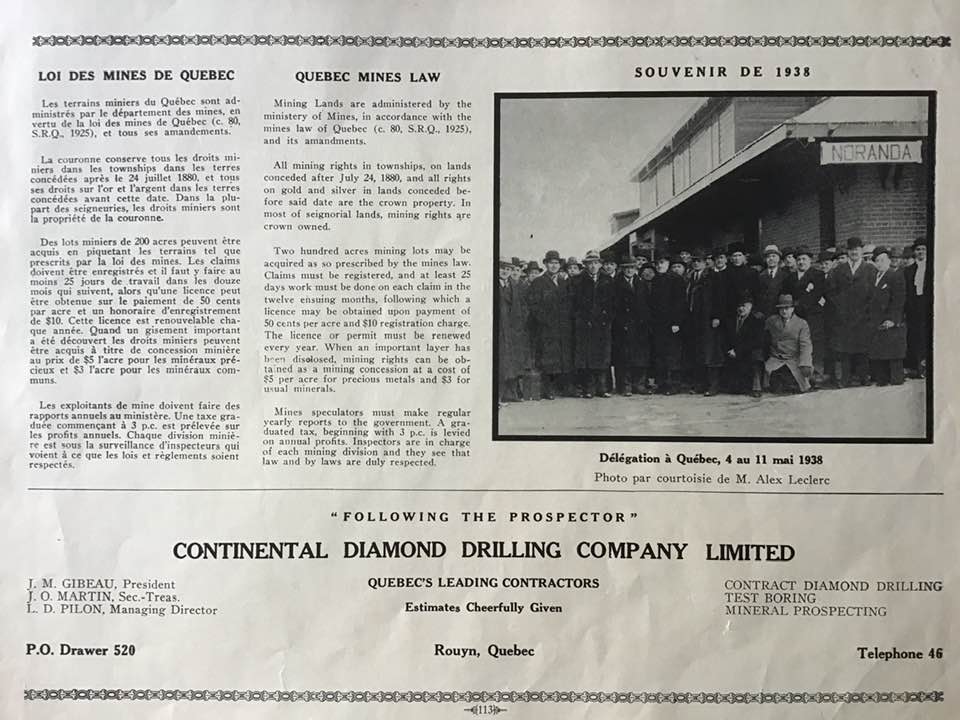 LOI DES MINES DE QUEBEC
Les terrains miniers du Québec sont ad-
ministrés par le département des mines, en
vertu de la loi des mines de Québec (c. 80,
S.R.Q., 1925), et tous ses amandements.
La couronne conserve tous les droits mi-
niers dans les townships dans les terres
concédées après le 24 juillet 1880, et tous
ses droits sur l'or et l'argent dans les terres
concédées avant cette date. Dans la plu-
part des seigneuries, les droits miniers sont
la propriété de la couronne.
Des lots miniers de 200 acres peuvent être
acquis en piquetant les terrains tel que
prescrits par la loi des mines. Les claims
doivent être enregistrés et il faut y faire au
moins 25 jours de travail dans les douze
mois qui suivent, alors qu'une licence peut
être obtenue sur le paiement de 50 cents
par acre et un honoraire d'enregistrement
de $10. Cette licence est renouvelable cha-
que année. Quand un gisement important
a été découvert les droits miniers peuvent
être acquis à titre de concession minière
au prix de $5 l'acre pour les minéraux pré-
cieux et $3 l'acre pour les minéraux com-
muns.
Les exploitants de mine doivent faire des
rapports annuels au ministère. Une taxe gra-
duée commençant à 3 p.c. est prélevée sur
les profits annuels. Chaque division miniè-
re est sous la surveillance d'inspecteurs qui
voient à ce que les lois et règlements soient
respectés.
QUEBEC MINES LAW
Mining Lands are administered by the
ministery of Mines, in accordance with the
mines law of Quebec (c. 80, S.R.Q., 1925),
and its amandments.
All mining rights in townships, on lands
conceded after July 24, 1880, and all rights
on gold and silver in lands conceded be-
fore said date are the crown property. In
most of seignorial lands, mining rights are
crown owned.
Two hundred acres mining lots may be
acquired as so prescribed by the mines law.
Claims must be registered, and at least 25
days work must be done on each claim in the
twelve ensuing months, following which a
licence may be obtained upon payment of
50 cents per acre and $10 registration charge.
The licence or permit must be renewed
every year. When an important layer has
been disclosed, mining rights can be ob-
tained as a mining concession at a cost of
$5 per acre for precious metals and $3 for
usual minerals.
Mines speculators must make regular
yearly reports to the government. A gra-
duated tax, beginning with 3 p.c. is levied
on annual profits. Inspectors are in charge
of each mining division and they see that
law and by laws are duly respected.
SOUVENIR DE 1938
NORANDA
Délégation à Québec, 4 au 11 mai 1938
Photo par courtoisie de M. Alex Leclerc
"FOLLOWING THE PROSPECTOR"
CONTINENTAL DIAMOND DRILLING COMPANY LIMITED
J. M. GIBEAU, President
J. O. MARTIN, Sec.-Treas.
L. D. PILON, Managing Director
QUEBEC'S LEADING CONTRACTORS
Estimates Cheerfully Given
CONTRACT DIAMOND DRILLING
TEST BORING
MINERAL PROSPECTING
P.O. Drawer 520
Rouyn, Quebec
Telephone 46
113